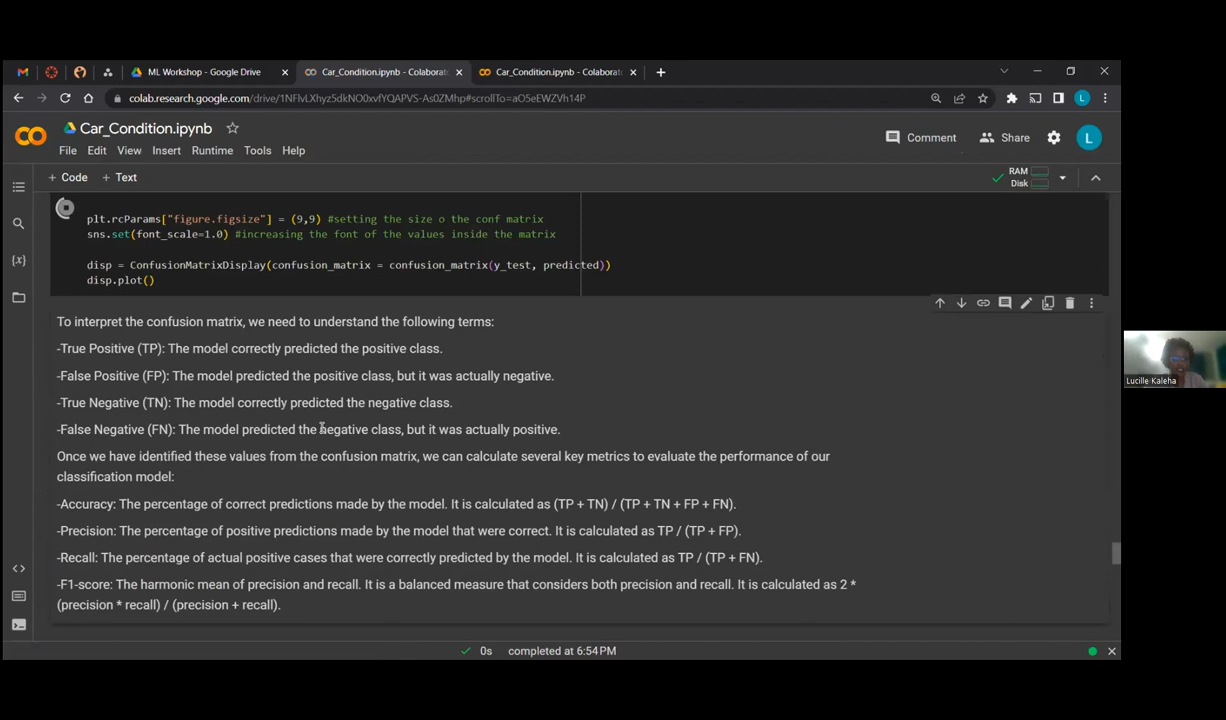 ML Workshop - Google Drive
Car_Condition.ipynb - Colaborat
Car_Condition.ipynb - Colaborat
colab.research.google.com/drive/1NFlvLXhyz5dkNO0xvfYQAPVS-As0ZMhp#scrollTo=aO5eEWZVh14P
L
Car_Condition.ipynb
File Edit View Insert Runtime Tools Help
Comment Share L
+ Code + Text
RAM
Disk
plt.rcParams["figure.figsize"] = (9,9) #setting the size o the conf matrix
sns.set(font_scale=1.0) #increasing the font of the values inside the matrix
disp = ConfusionMatrixDisplay(confusion_matrix = confusion_matrix(y_test, predicted))
disp.plot()
To interpret the confusion matrix, we need to understand the following terms:
-True Positive (TP): The model correctly predicted the positive class.
-False Positive (FP): The model predicted the positive class, but it was actually negative.
-True Negative (TN): The model correctly predicted the negative class.
-False Negative (FN): The model predicted the negative class, but it was actually positive.
Once we have identified these values from the confusion matrix, we can calculate several key metrics to evaluate the performance of our
classification model:
-Accuracy: The percentage of correct predictions made by the model. It is calculated as (TP + TN) / (TP + TN + FP + FN).
-Precision: The percentage of positive predictions made by the model that were correct. It is calculated as TP / (TP + FP).
-Recall: The percentage of actual positive cases that were correctly predicted by the model. It is calculated as TP / (TP + FN).
-F1-score: The harmonic mean of precision and recall. It is a balanced measure that considers both precision and recall. It is calculated as 2 *
(precision * recall) / (precision + recall).
0s completed at 6:54 PM
Lucille Kaleha